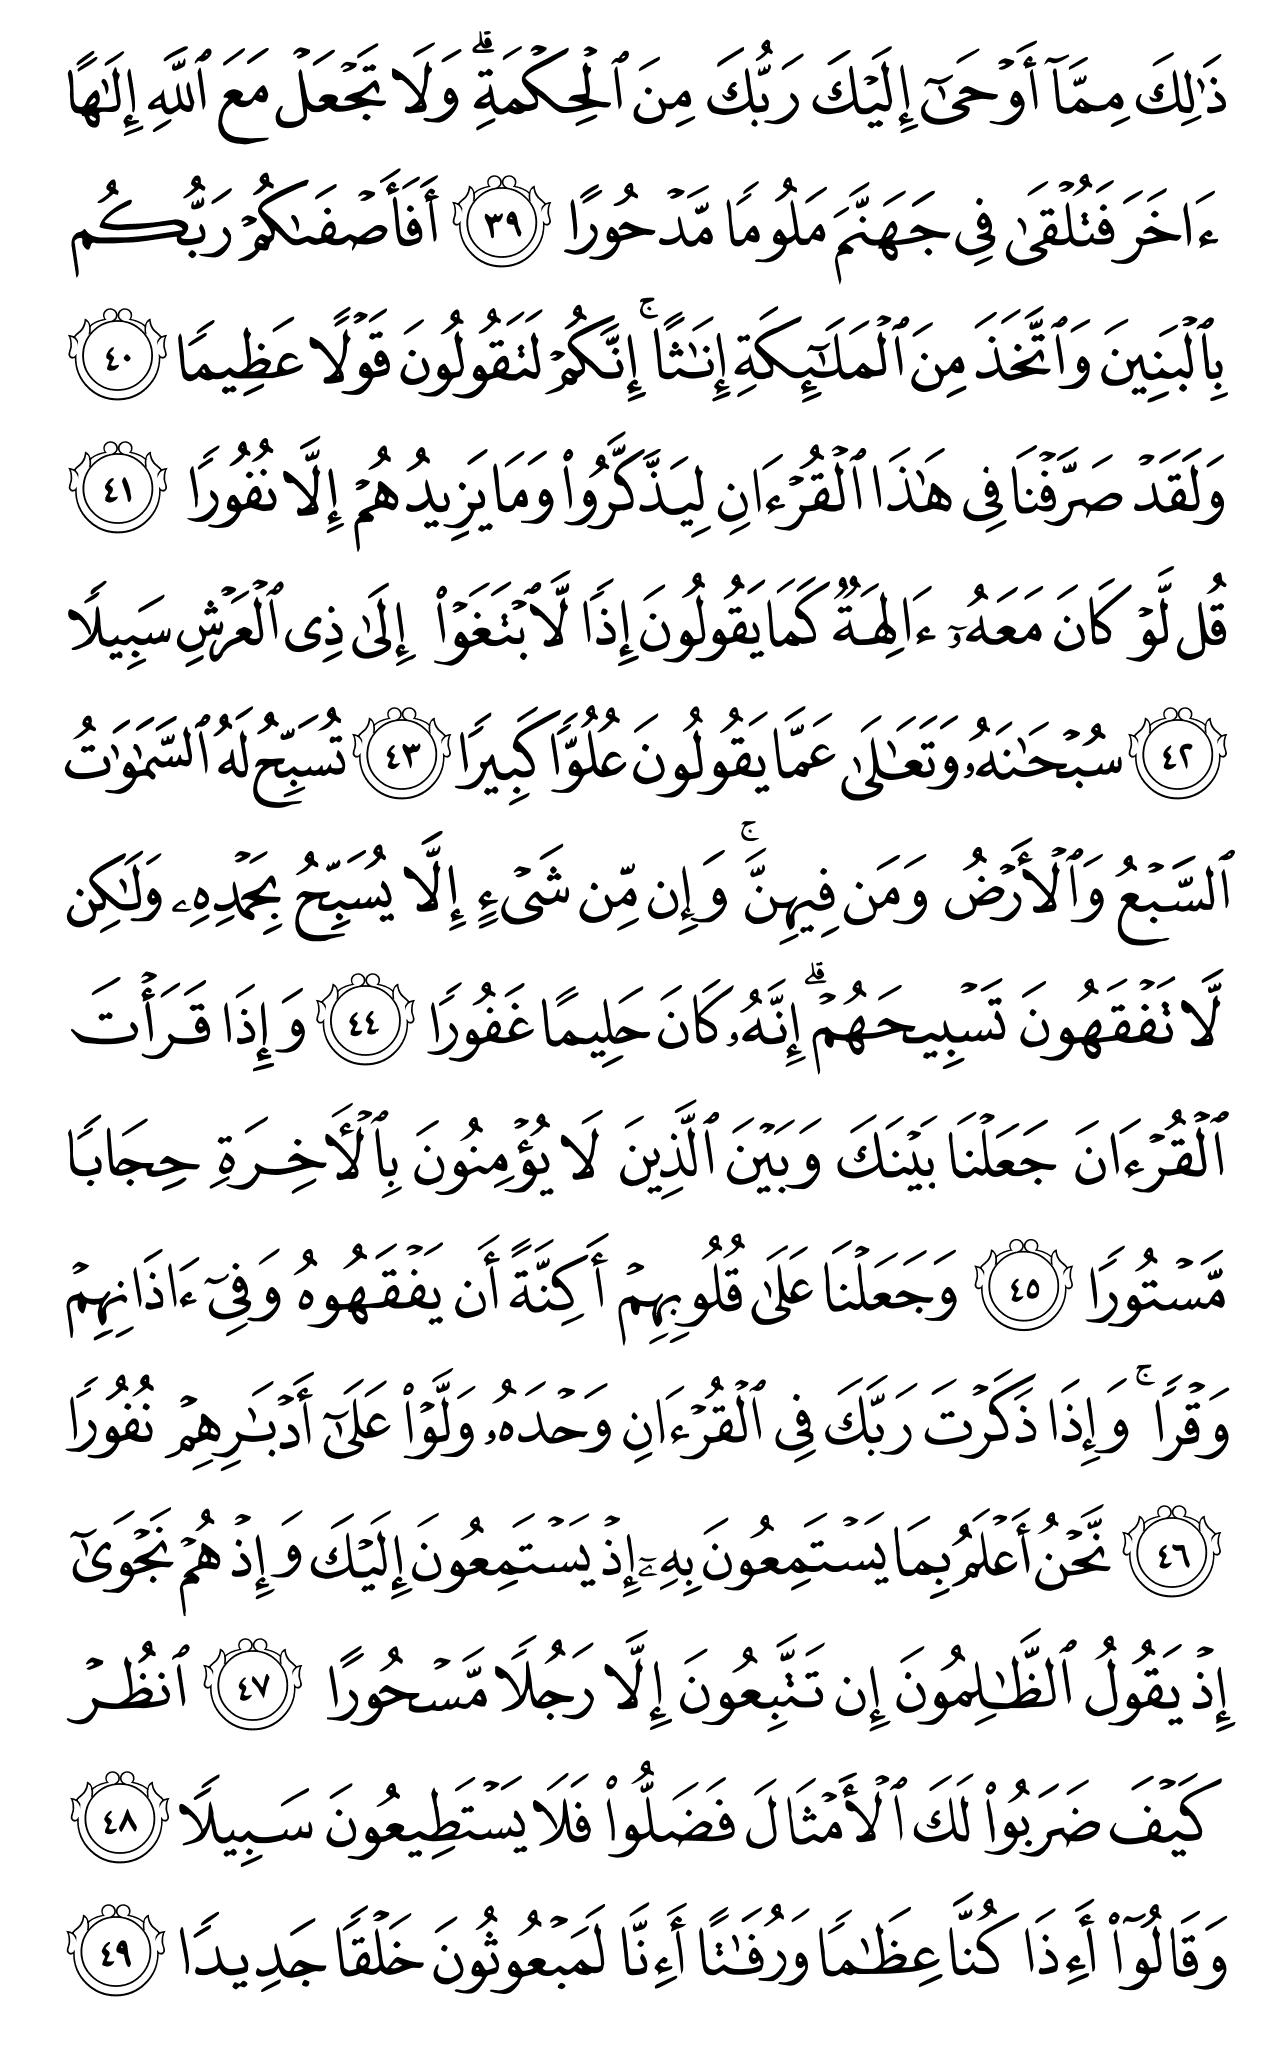 ذَٰلِكَ مِمَّآ أَوۡحَىٰٓ إِلَيۡكَ رَبُّكَ مِنَ ٱلۡحِكۡمَةِۗ وَلَا تَجۡعَلۡ مَعَ ٱللَّهِ إِلَٰهًا
ءَاخَرَ فَتُلۡقَىٰ فِى جَهَنَّمَ مَلُومًا مَّدۡحُورًا ٣٩ أَفَأَصۡفَىٰكُمۡ رَبُّكُم
بِٱلۡبَنِينَ وَٱتَّخَذَ مِنَ ٱلۡمَلَٰٓئِكَةِ إِنَٰثًاۚ إِنَّكُمۡ لَتَقُولُونَ قَوۡلًا عَظِيمًا ٤٠
وَلَقَدۡ صَرَّفۡنَا فِى هَٰذَا ٱلۡقُرۡءَانِ لِيَذَّكَّرُواْ وَمَا يَزِيدُهُمۡ إِلَّا نُفُورًا ٤١
قُل لَّوۡ كَانَ مَعَهُۥٓ ءَالِهَةٌ كَمَا يَقُولُونَ إِذًا لَّٱبۡتَغَوۡاْ إِلَىٰ ذِى ٱلۡعَرۡشِ سَبِيلًا
٤٢ سُبۡحَٰنَهُۥ وَتَعَٰلَىٰ عَمَّا يَقُولُونَ عُلُوًّا كَبِيرًا ٤٣ تُسَبِّحُ لَهُ ٱلسَّمَٰوَٰتُ
ٱلسَّبۡعُ وَٱلۡأَرۡضُ وَمَن فِيهِنَّۚ وَإِن مِّن شَىۡءٍ إِلَّا يُسَبِّحُ بِحَمۡدِهِۦ وَلَٰكِن
لَّا تَفۡقَهُونَ تَسۡبِيحَهُمۡۗ إِنَّهُۥ كَانَ حَلِيمًا غَفُورًا ٤٤ وَإِذَا قَرَأۡتَ
ٱلۡقُرۡءَانَ جَعَلۡنَا بَيۡنَكَ وَبَيۡنَ ٱلَّذِينَ لَا يُؤۡمِنُونَ بِٱلۡأَخِرَةِ حِجَابًا
مَّسۡتُورًا ٤٥ وَجَعَلۡنَا عَلَىٰ قُلُوبِهِمۡ أَكِنَّةً أَن يَفۡقَهُوهُ وَفِىٓ ءَاذَانِهِمۡ
وَقۡرًاۚ وَإِذَا ذَكَرۡتَ رَبَّكَ فِى ٱلۡقُرۡءَانِ وَحۡدَهُۥ وَلَّوۡاْ عَلَىٰٓ أَدۡبَٰرِهِمۡ نُفُورًا
٤٦ نَّحۡنُ أَعۡلَمُ بِمَا يَسۡتَمِعُونَ بِهِۦٓ إِذۡ يَسۡتَمِعُونَ إِلَيۡكَ وَإِذۡ هُمۡ نَجۡوَىٰٓ
إِذۡ يَقُولُ ٱلظَّٰلِمُونَ إِن تَتَّبِعُونَ إِلَّا رَجُلًا مَّسۡحُورًا ٤٧ ٱنظُرۡ
كَيۡفَ ضَرَبُواْ لَكَ ٱلۡأَمۡثَالَ فَضَلُّواْ فَلَا يَسۡتَطِيعُونَ سَبِيلًا ٤٨
وَقَالُوٓاْ أَءِذَا كُنَّا عِظَٰمًا وَرُفَٰتًا أَءِنَّا لَمَبۡعُوثُونَ خَلۡقًا جَدِيدًا ٤٩